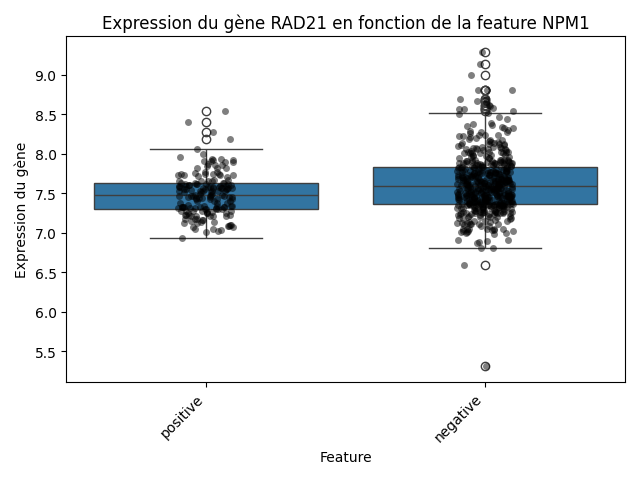 Expression du gène RAD21 en fonction de la feature NPM1
Expression du gène
9.0
8.5
8.0
7.5
7.0
6.5
6.0
5.5
positive
negative
Feature